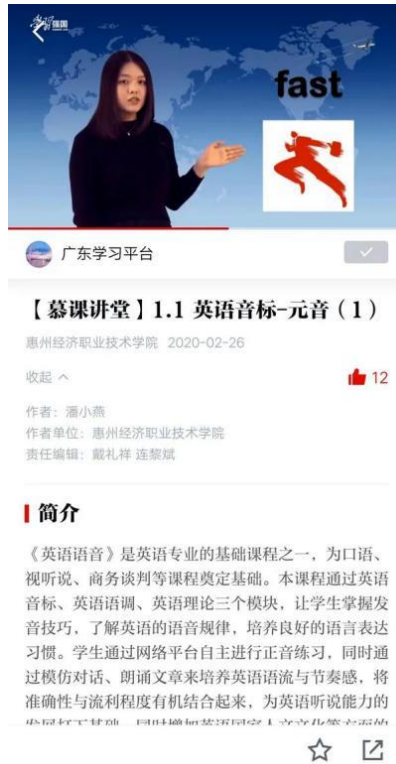 学习强国
fast
广东学习平台
【慕课讲堂】1.1 英语音标-元音（1）
惠州经济职业技术学院 2020-02-26
收起
12
作者：潘小燕
作者单位：惠州经济职业技术学院
责任编辑：戴礼祥 连黎斌
简介
《英语语音》是英语专业的基础课程之一，为口语、
视听说、商务谈判等课程奠定基础。本课程通过英语
音标、英语语调、英语理论三个模块，让学生掌握发
音技巧，了解英语的语音规律，培养良好的语言表达
习惯。学生通过网络平台自主进行正音练习，同时通
过模仿对话、朗诵文章来培养英语语流与节奏感，将
准确性与流利程度有机结合起来，为英语听说能力的